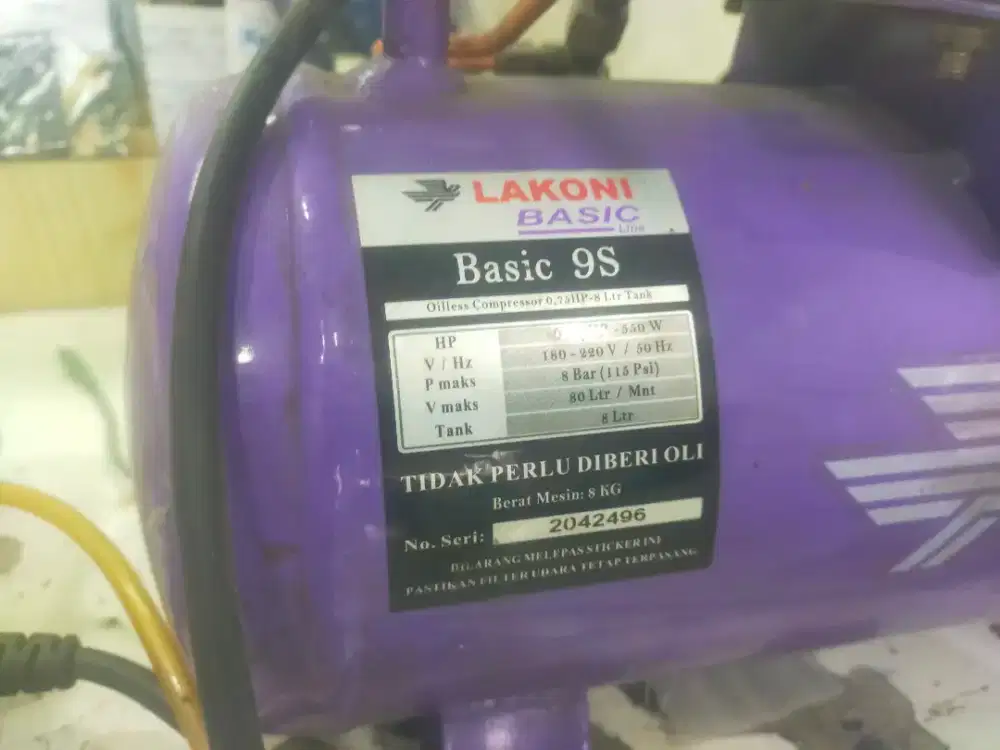 LAKONI
BASIC
Line
Basic 9S
Oilless Compressor 0,75HP-8 Ltr Tank
HP -550 W
V / Hz 180-220 V / 50 Hz
P maks 8 Bar (115 Psi)
V maks 80 Ltr / Mnt
Tank 8 Ltr
TIDAK PERLU DIBERI OLI
Berat Mesin: 8 KG
No. Seri: 2042496
DILARANG MELEPAS STICKER INI
PASTIKAN FILTER UDARA TETAP TERPASANG